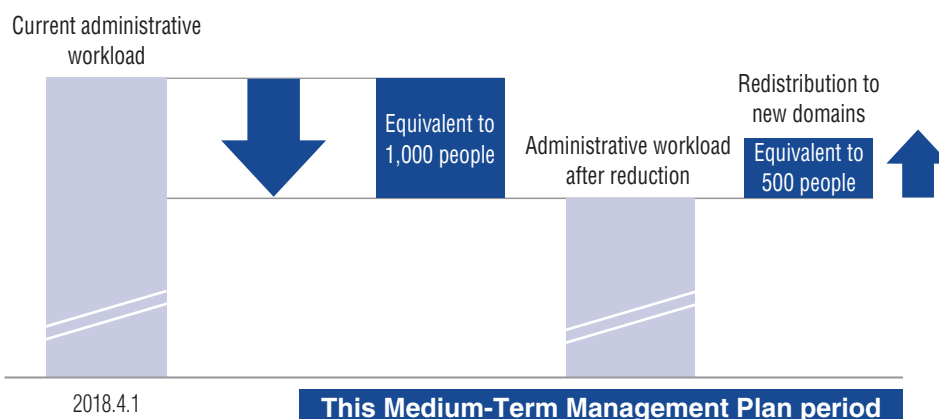 Current administrative
workload
Equivalent to
1,000 people
Administrative workload
after reduction
Redistribution to
new domains
Equivalent to
500 people
2018.4.1
This Medium-Term Management Plan period